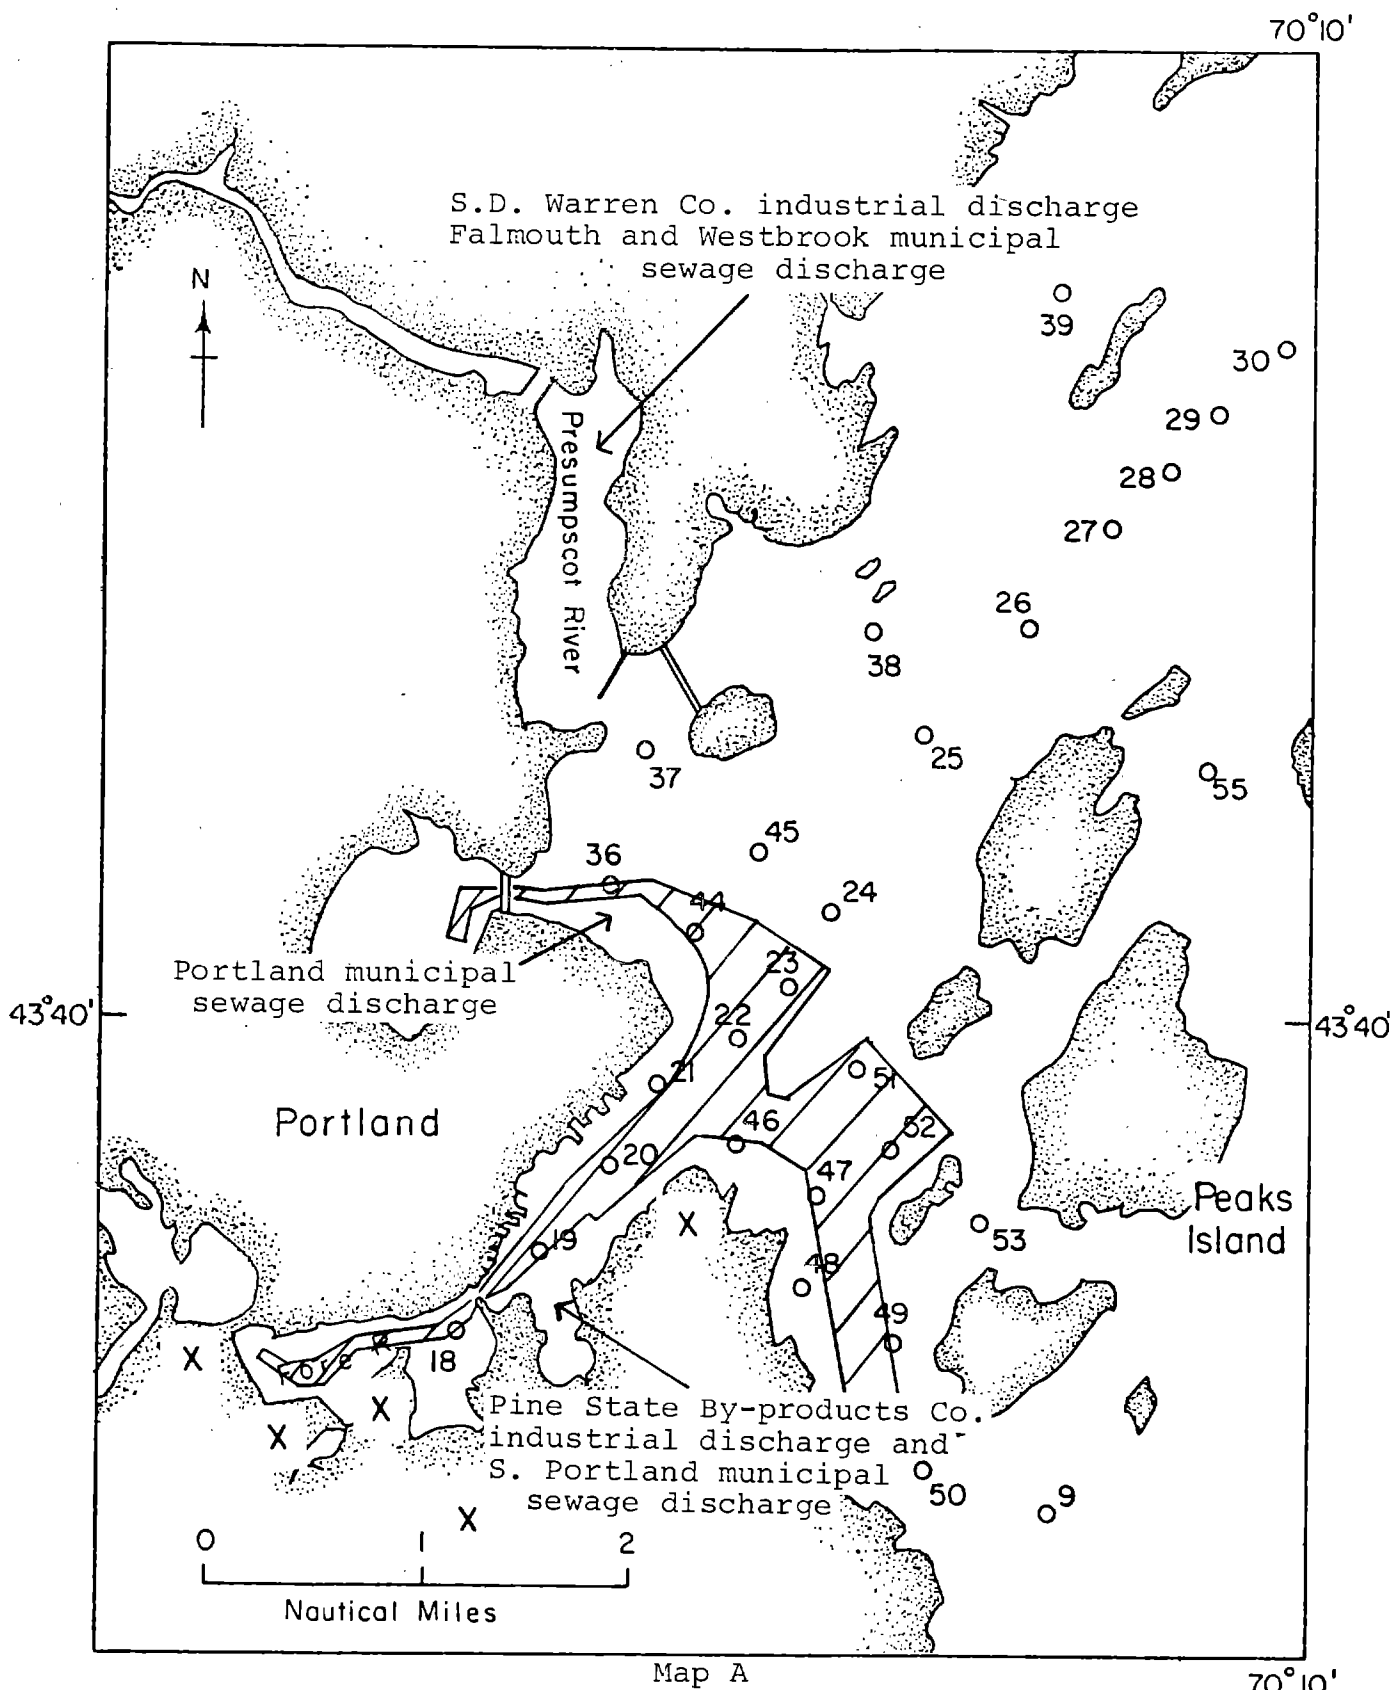 70°10'
S.D. Warren Co. industrial discharge
Falmouth and Westbrook municipal
sewage discharge
N
39
30
29
28
27
Presumpscot River
26
38
25
37
55
45
36
24
44
23
Portland municipal
sewage discharge
43°40'
43°40'
22
21
51
Portland
46
52
20
47
Peaks
Island
53
19
X
48
49
18
X
Fore R
X
X
Pine State By-products Co.
industrial discharge and
S. Portland municipal
sewage discharge
50
9
X
0 1 2
Nautical Miles
Map A
70°10'